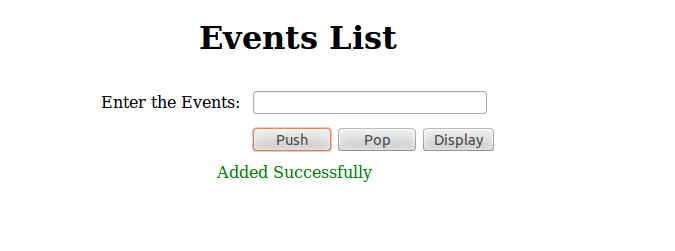 Events List
Enter the Events:
Push Pop Display
Added Successfully